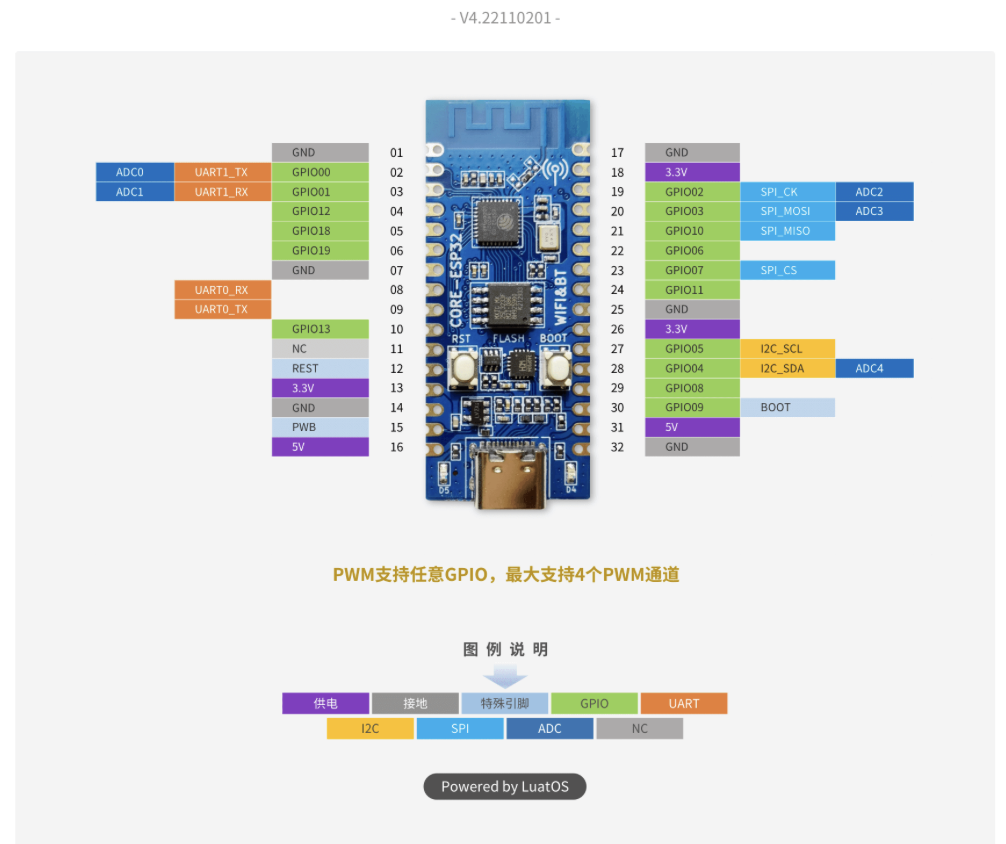 - V4.22110201 -
GND 01 17 GND
ADC0 UART1_TX GPIO00 02 18 3.3V
ADC1 UART1_RX GPIO01 03 19 GPIO02 SPI_CK ADC2
GPIO12 04 20 GPIO03 SPI_MOSI ADC3
GPIO18 05 21 GPIO10 SPI_MISO
GPIO19 06 22 GPIO06
GND 07 23 GPIO07 SPI_CS
UART0_RX 08 24 GPIO11
UART0_TX 09 25 GND
GPIO13 10 26 3.3V
NC 11 27 GPIO05 I2C_SCL
REST 12 28 GPIO04 I2C_SDA ADC4
3.3V 13 29 GPIO08
GND 14 30 GPIO09 BOOT
PWB 15 31 5V
5V 16 32 GND
CORE-ESP32
WIFI&BT
RST FLASH BOOT
D5 D4
PWM支持任意GPIO，最大支持4个PWM通道
图例说明
供电 接地 特殊引脚 GPIO UART
I2C SPI ADC NC
Powered by LuatOS